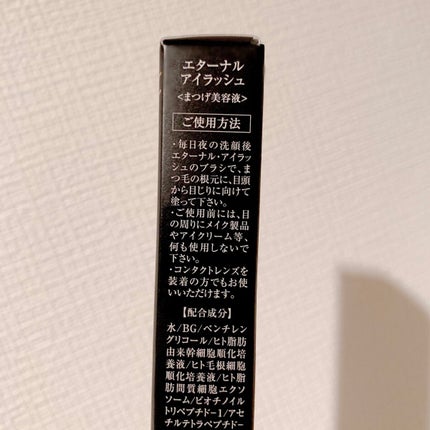 エターナル
アイラッシュ
<まつげ美容液>
ご使用方法
・毎日夜の洗顔後
エターナル・アイラッ
シュのブラシで、ま
つ毛の根元に、目頭
から目じりに向けて
塗って下さい。
・ご使用前には、目
の周りにメイク製品
やアイクリーム等、
何も使用しないで
下さい。
・コンタクトレンズを
装着の方でもお使
いいただけます。
【配合成分】
水/BG/ペンチレン
グリコール/ヒト脂肪
由来幹細胞順化培
養液/ヒト毛根細胞
順化培養液/ヒト脂
肪間質細胞エクソ
ソーム/ビオチノイル
トリペプチド-1/アセ
チルテトラペプチド-